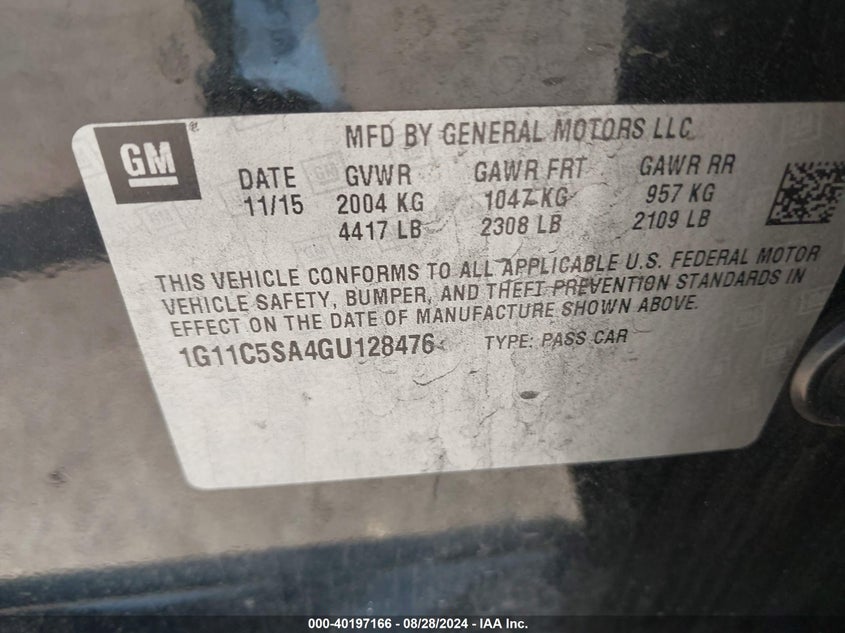 GM ®
MFD BY GENERAL MOTORS LLC
DATE GVWR GAWR FRT GAWR RR
11/15 2004 KG 1047 KG 957 KG
4417 LB 2308 LB 2109 LB
THIS VEHICLE CONFORMS TO ALL APPLICABLE U.S. FEDERAL MOTOR
VEHICLE SAFETY, BUMPER, AND THEFT PREVENTION STANDARDS IN
EFFECT ON THE DATE OF MANUFACTURE SHOWN ABOVE.
1G11C5SA4GU128476 TYPE: PASS CAR
000-40197166 | 08/28/2024 | IAA Inc.